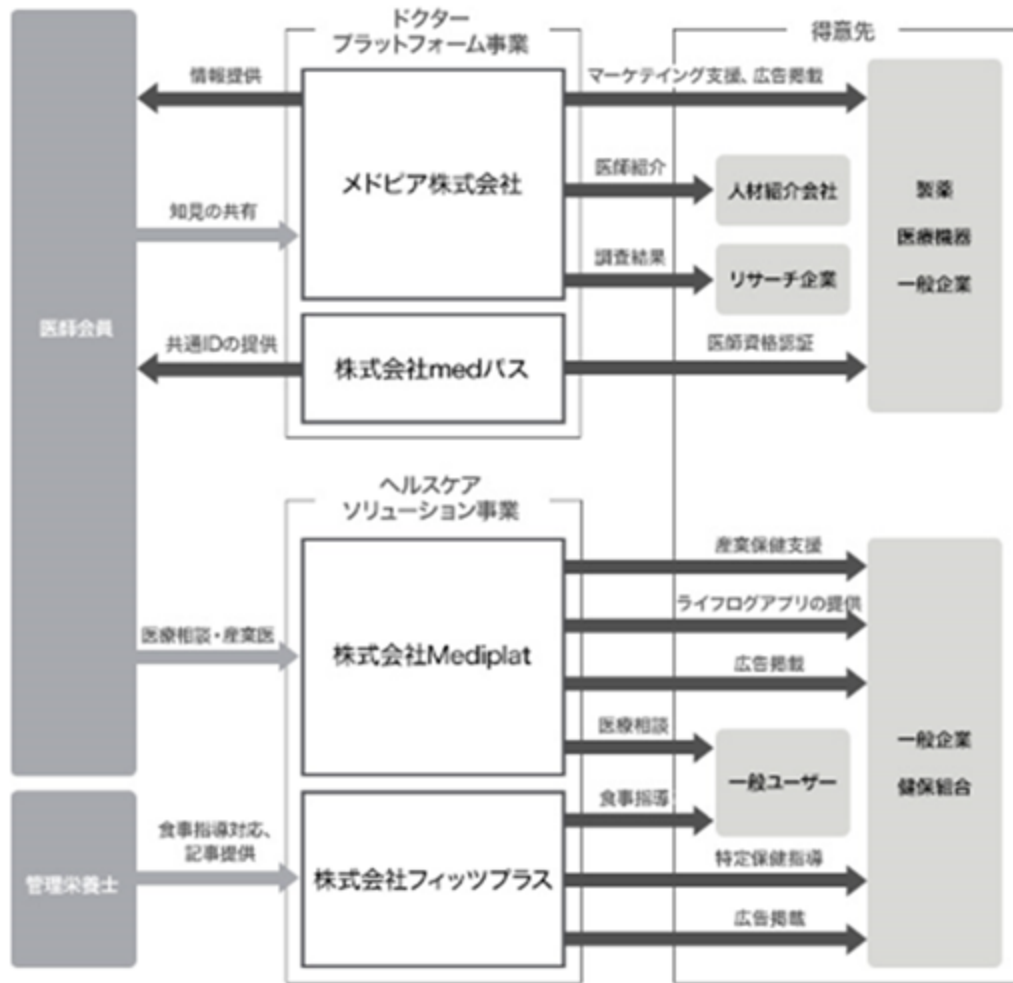 ドクター
プラットフォーム事業
得意先
情報提供
マーケテイング支援、広告掲載
メドピア株式会社
医師紹介
人材紹介会社
製薬
知見の共有
医療機器
調査結果
リサーチ企業
一般企業
医師会員
共通IDの提供
株式会社medパス
医師資格認証
ヘルスケア
ソリューション事業
産業保健支援
ライフログアプリの提供
医療相談・産業医
株式会社Mediplat
広告掲載
医療相談
一般ユーザー
一般企業
健保組合
食事指導
食事指導対応、
記事提供
管理栄養士
株式会社フィッツプラス
特定保健指導
広告掲載